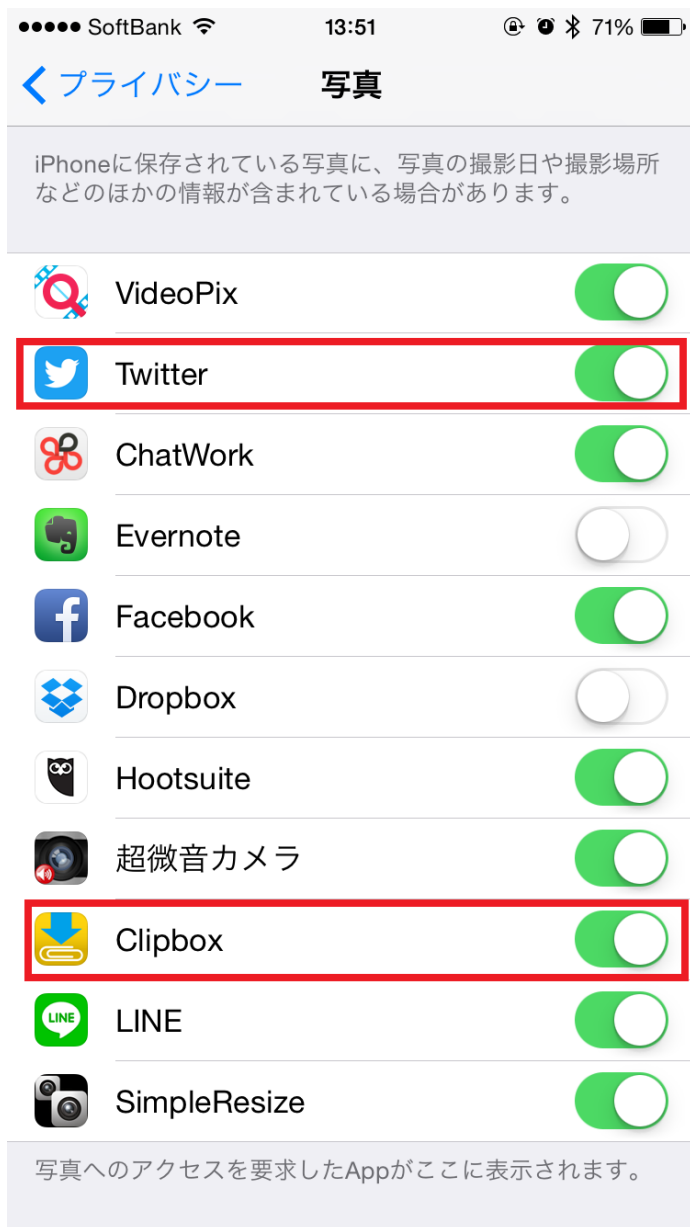 SoftBank 13:51 71%
プライバシー 写真
iPhoneに保存されている写真に、写真の撮影日や撮影場所
などのほかの情報が含まれている場合があります。
VideoPix
Twitter
ChatWork
Evernote
Facebook
Dropbox
Hootsuite
超微音カメラ
Clipbox
LINE LINE
SimpleResize
写真へのアクセスを要求したAppがここに表示されます。